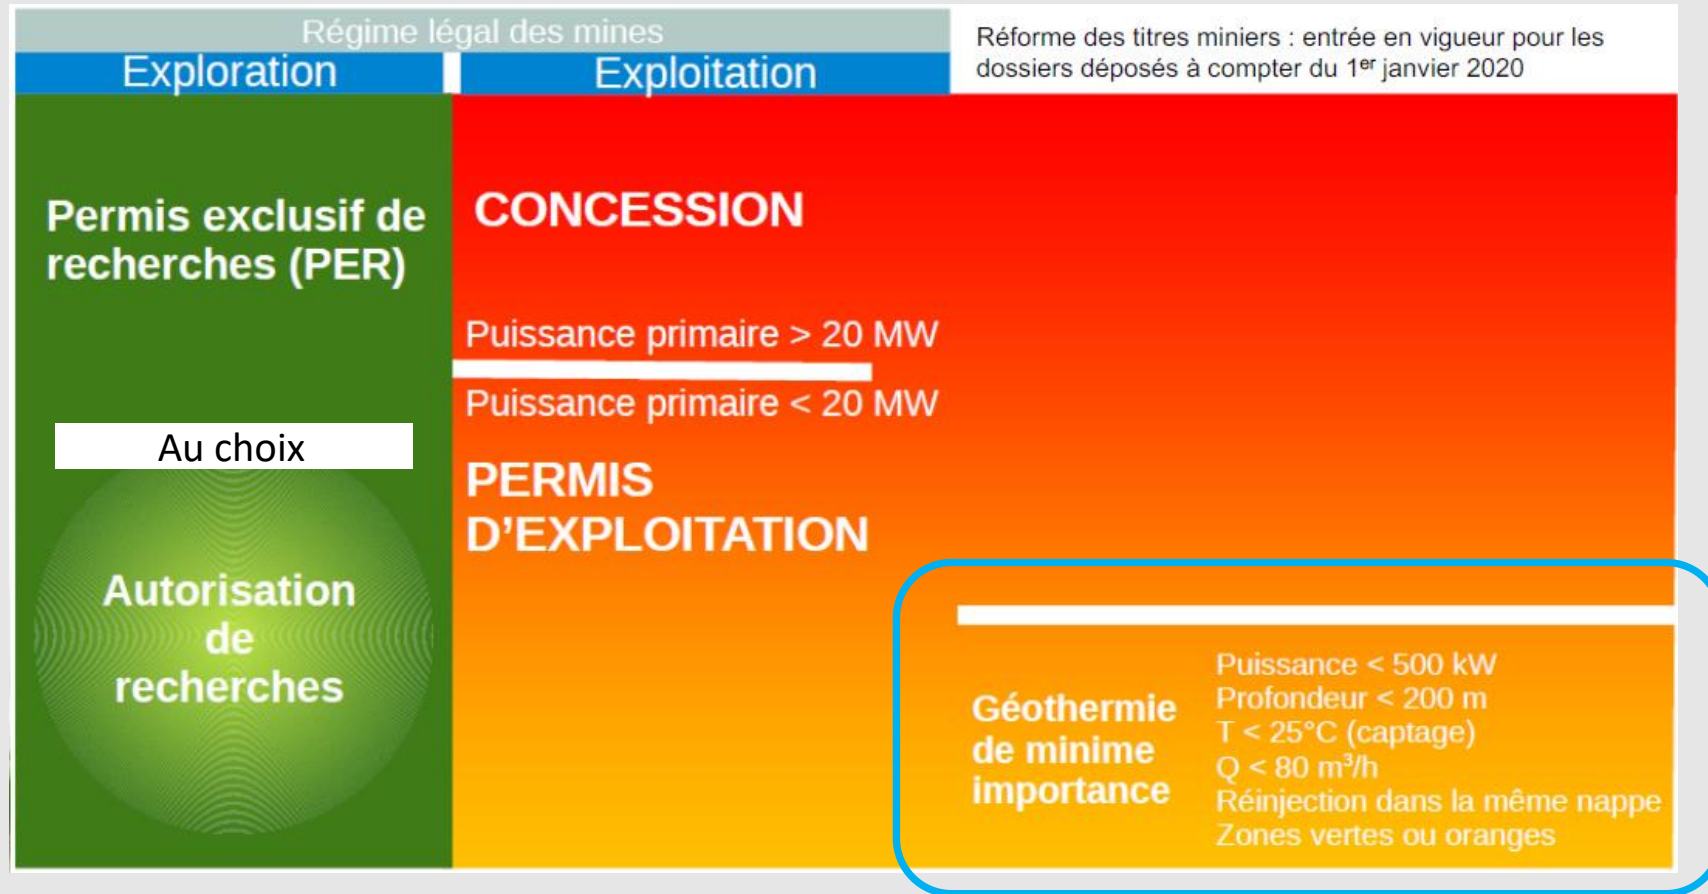 Régime légal des mines
Exploration
Exploitation
Réforme des titres miniers : entrée en vigueur pour les
dossiers déposés à compter du 1er janvier 2020
Permis exclusif de
recherches (PER)
Au choix
Autorisation
de
recherches
CONCESSION
Puissance primaire > 20 MW
Puissance primaire < 20 MW
PERMIS
D’EXPLOITATION
Géothermie
de minime
importance
Puissance < 500 kW
Profondeur < 200 m
T < 25°C (captage)
Q < 80 m³/h
Réinjection dans la même nappe
Zones vertes ou oranges